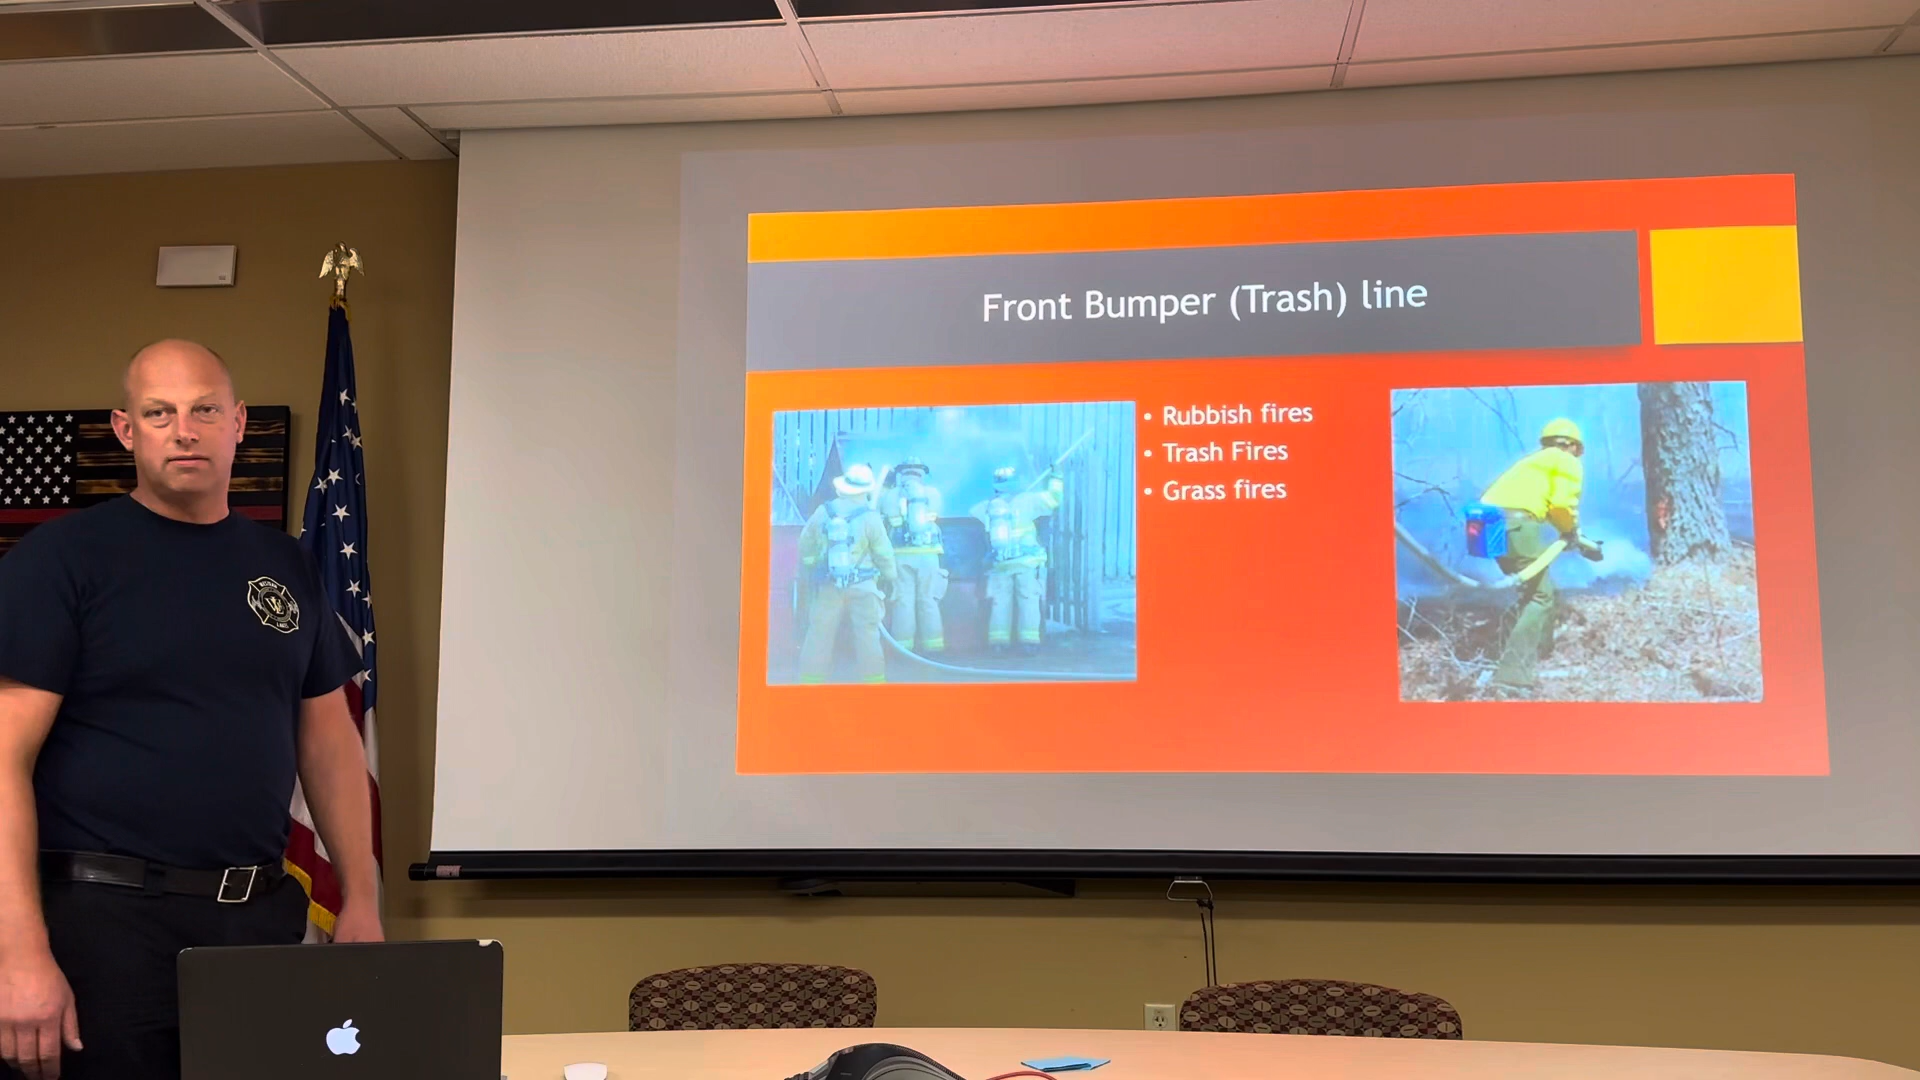 Front Bumper (Trash) line
• Rubbish fires
• Trash Fires
• Grass fires